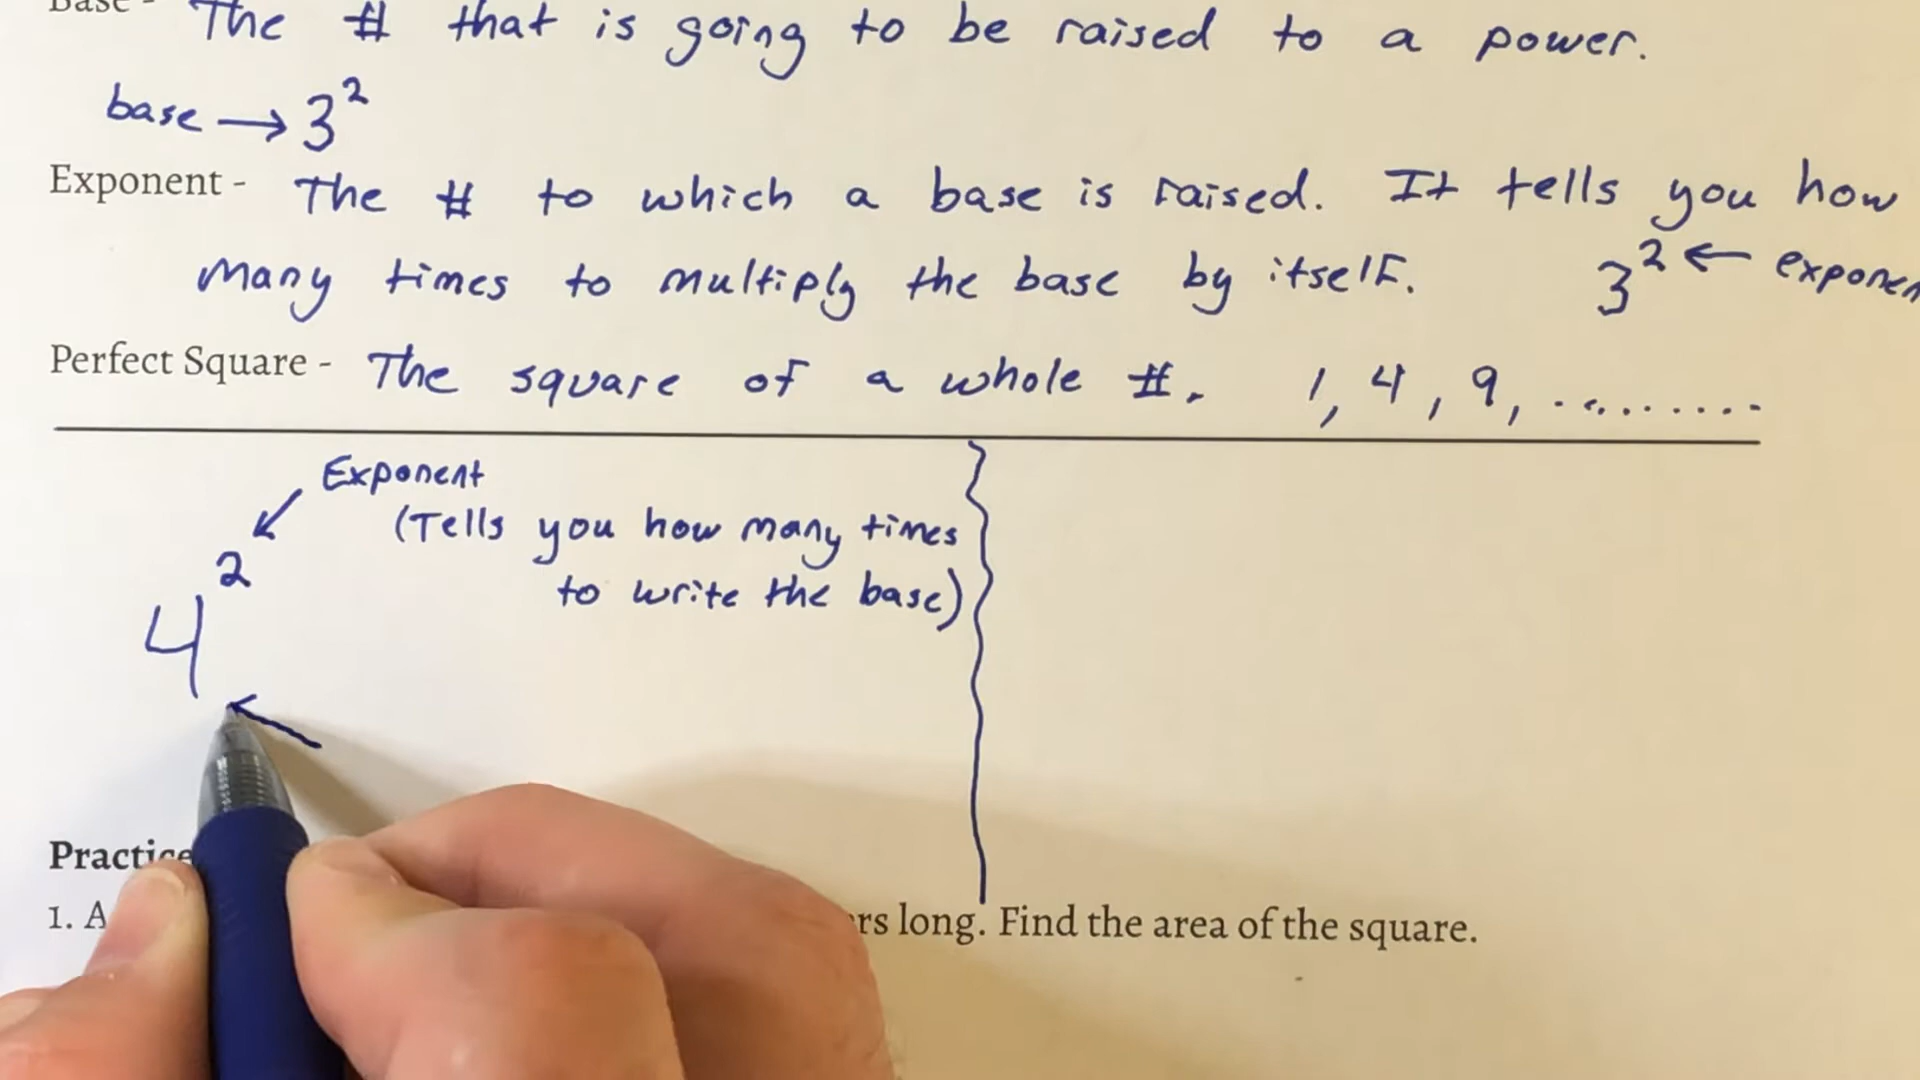 Base - The # that is going to be raised to a power.
base → 3²
Exponent - The # to which a base is raised. It tells you how
many times to multiply the base by itself. 3² ← exponen
Perfect Square - The square of a whole #. 1, 4, 9, .........
Exponent
(Tells you how many times
to write the base)
4²
Practice
1. A rs long. Find the area of the square.